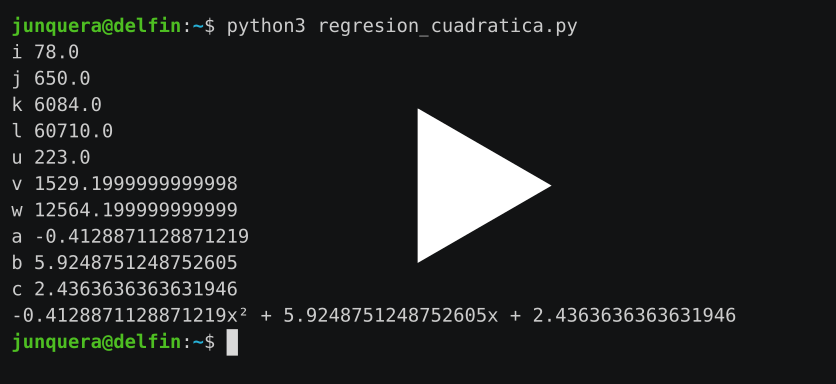 junquera@delfin:~$ python3 regresion_cuadratica.py
i 78.0
j 650.0
k 6084.0
l 60710.0
u 223.0
v 1529.1999999999998
w 12564.199999999999
a -0.4128871128871219
b 5.9248751248752605
c 2.4363636363631946
-0.4128871128871219x² + 5.9248751248752605x + 2.4363636363631946
junquera@delfin:~$